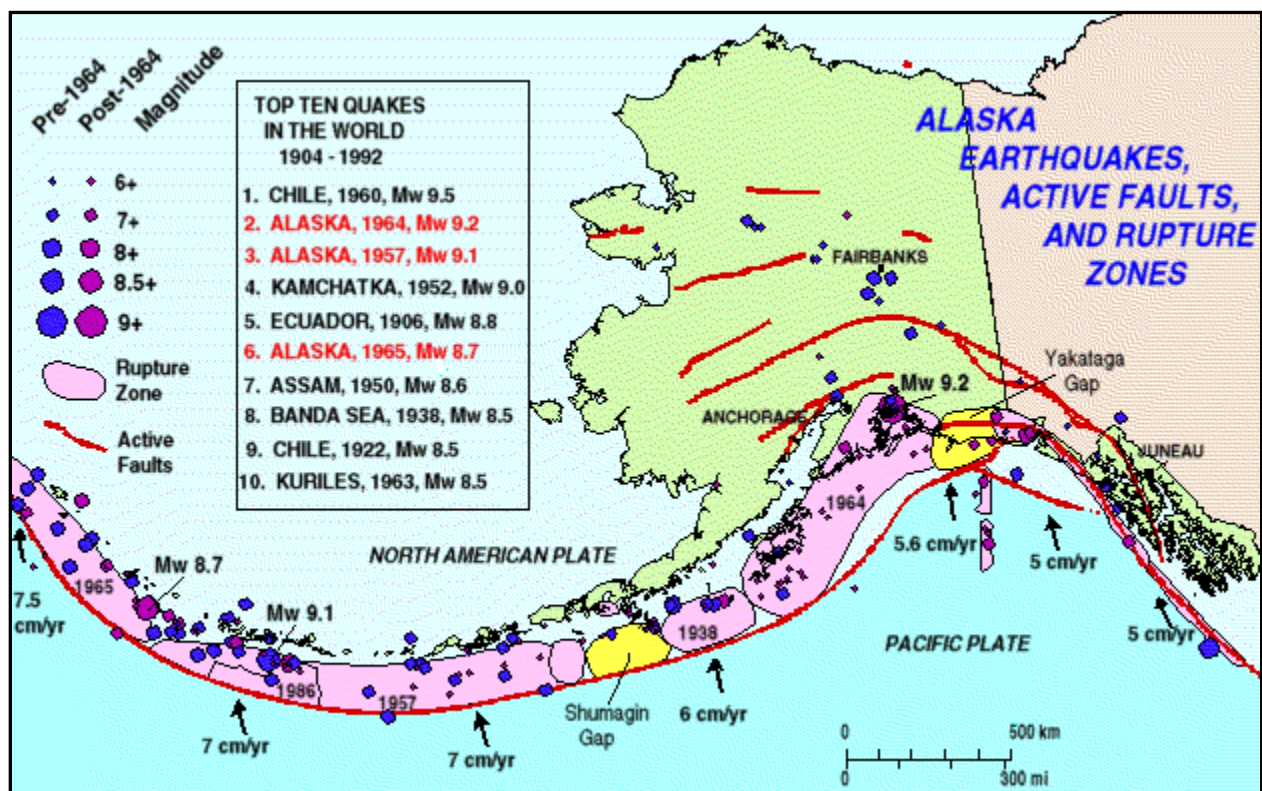 Pre-1964
Post-1964
Magnitude
6+
7+
8+
8.5+
9+
Rupture
Zone
Active
Faults
TOP TEN QUAKES
IN THE WORLD
1904 - 1992
1. CHILE, 1960, Mw 9.5
2. ALASKA, 1964, Mw 9.2
3. ALASKA, 1957, Mw 9.1
4. KAMCHATKA, 1952, Mw 9.0
5. ECUADOR, 1906, Mw 8.8
6. ALASKA, 1965, Mw 8.7
7. ASSAM, 1950, Mw 8.6
8. BANDA SEA, 1938, Mw 8.5
9. CHILE, 1922, Mw 8.5
10. KURILES, 1963, Mw 8.5
ALASKA
EARTHQUAKES,
ACTIVE FAULTS,
AND RUPTURE
ZONES
FAIRBANKS
Yakataga
Gap
Mw 9.2
ANCHORAGE
JUNEAU
1964
5.6 cm/yr
5 cm/yr
5 cm/yr
NORTH AMERICAN PLATE
PACIFIC PLATE
Mw 8.7
1965
7.5
cm/yr
Mw 9.1
1986
1957
1938
7 cm/yr
7 cm/yr
Shumagin
Gap
6 cm/yr
0
500 km
0
300 mi